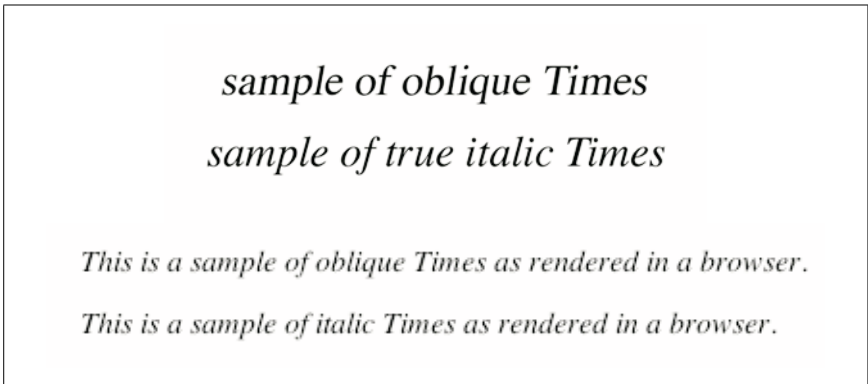 sample of oblique Times
sample of true italic Times
This is a sample of oblique Times as rendered in a browser.
This is a sample of italic Times as rendered in a browser.